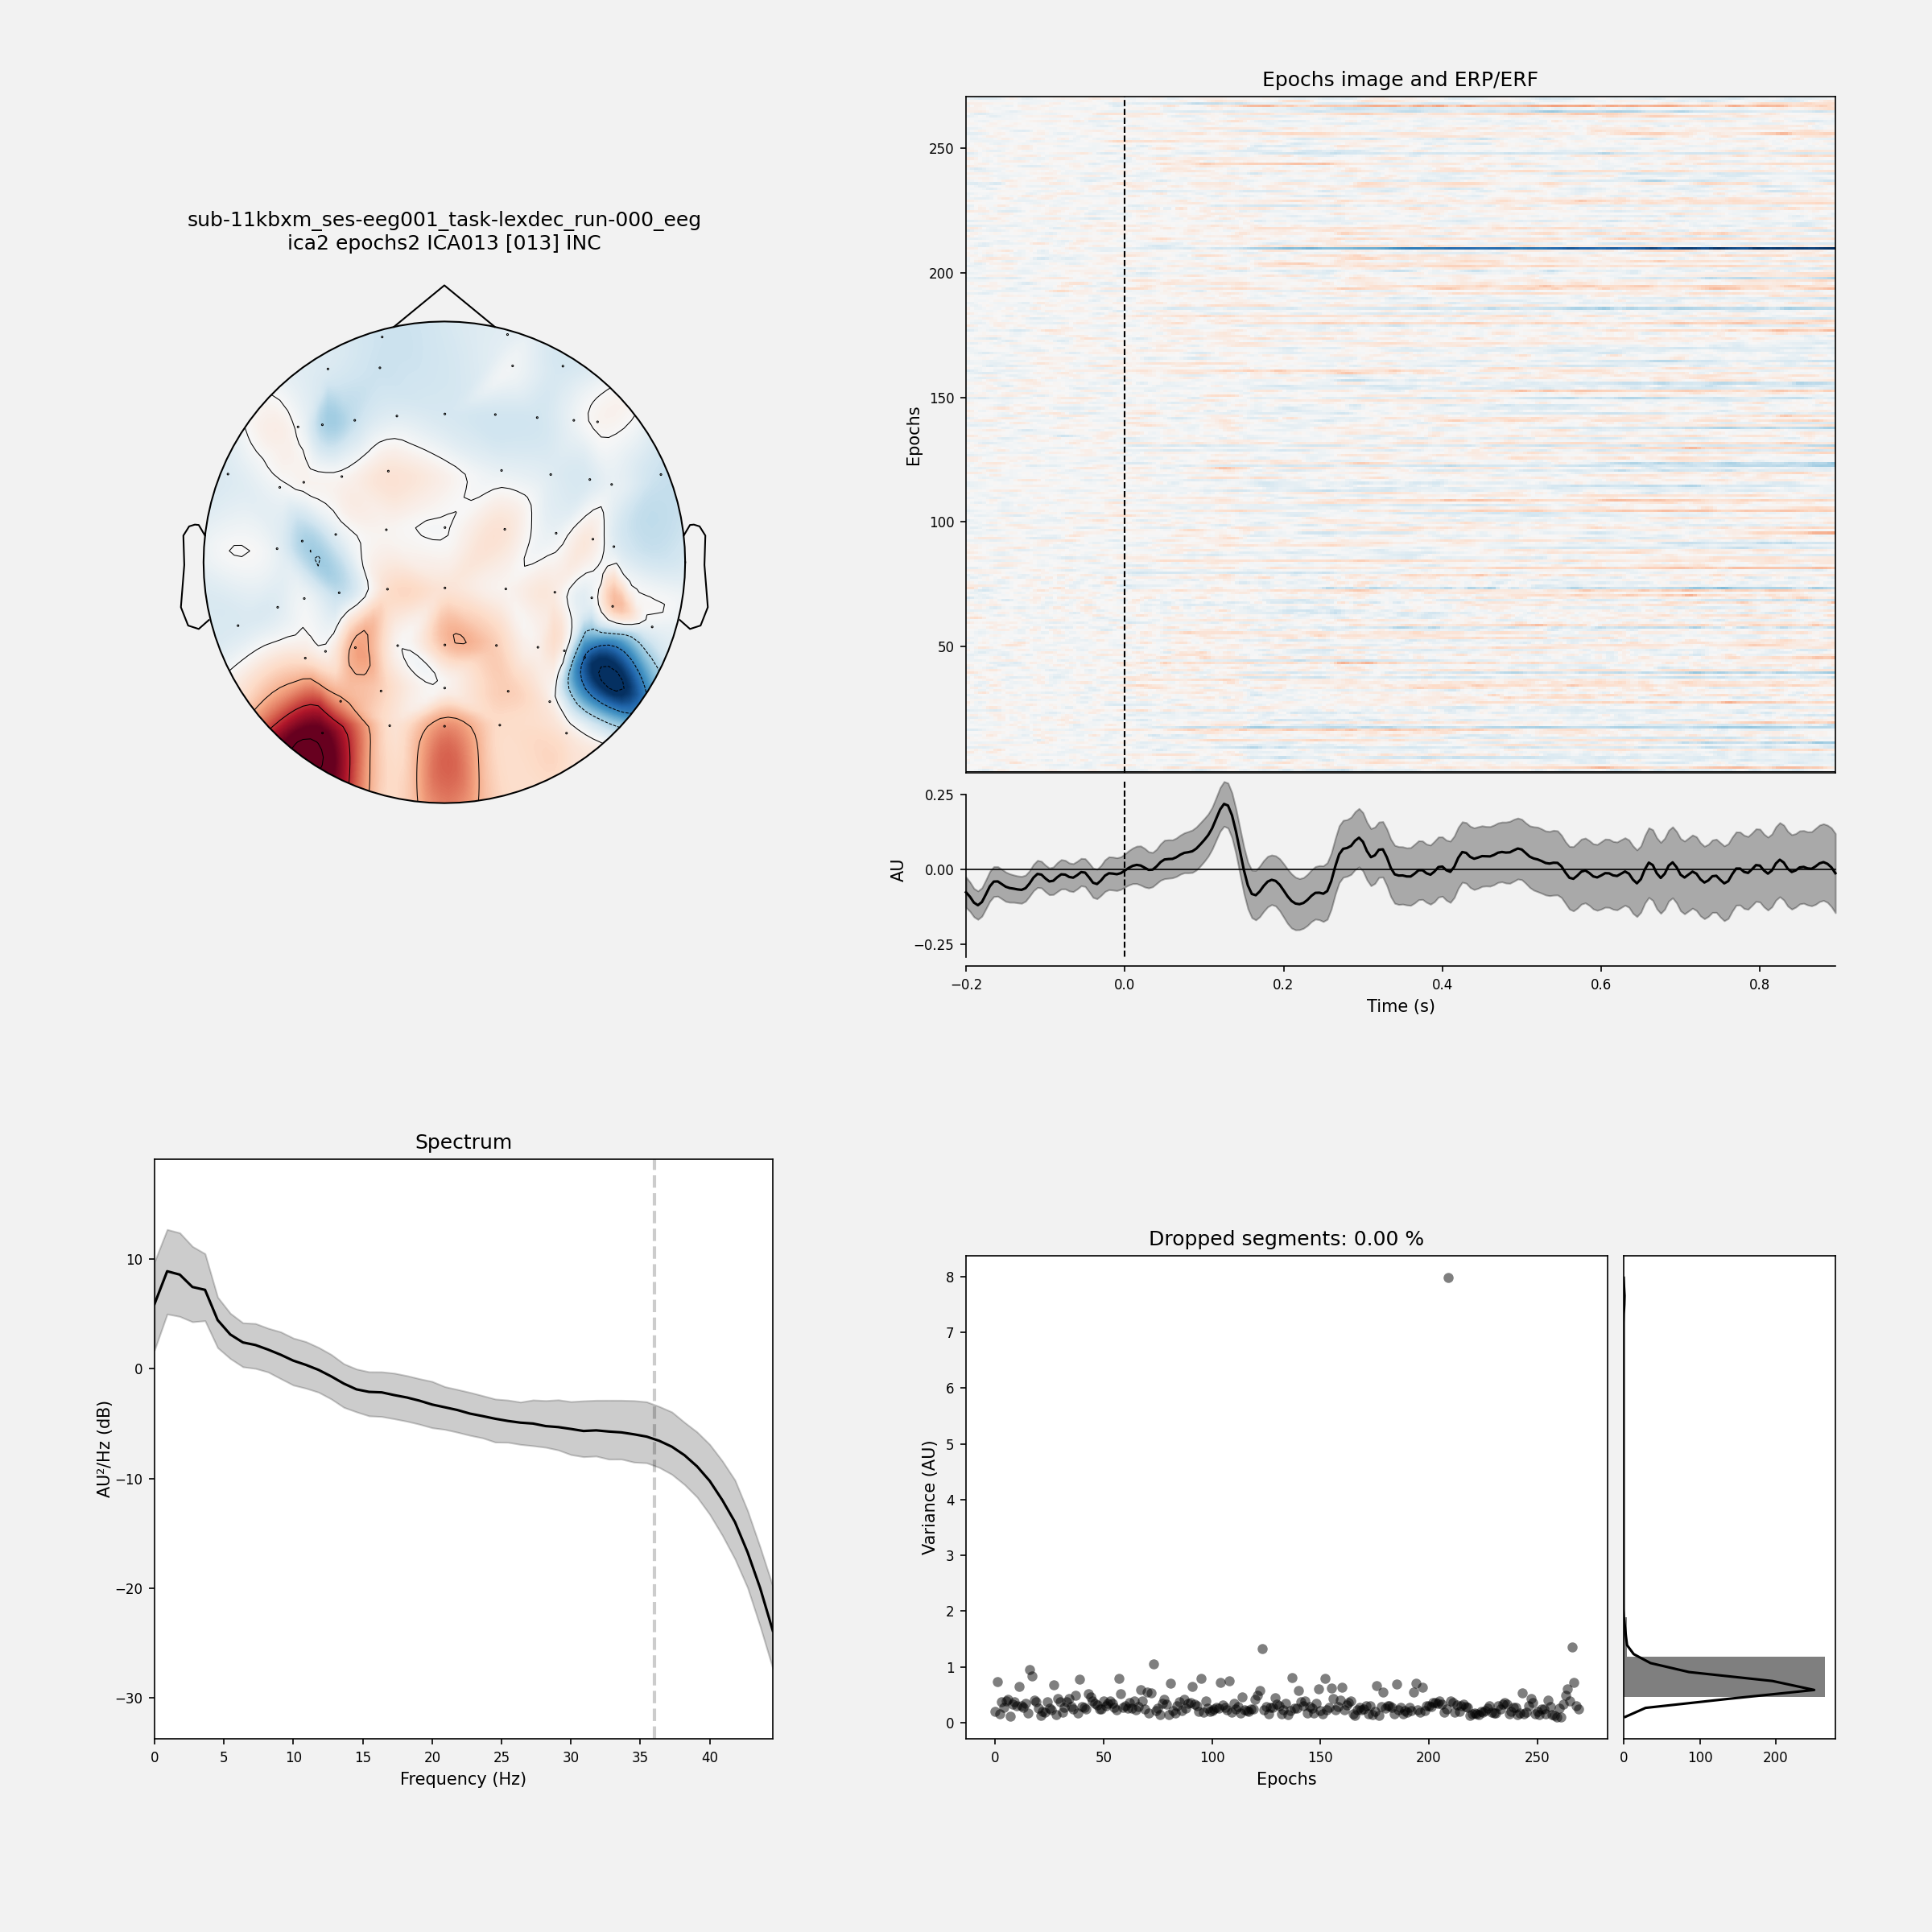 sub-11kbxm_ses-eeg001_task-lexdec_run-000_eeg
ica2 epochs2 ICA013 [013] INC
Epochs image and ERP/ERF
Epochs
250
200
150
100
50
AU
0.25
0.00
−0.25
−0.2 0.0 0.2 0.4 0.6 0.8
Time (s)
Spectrum
AU²/Hz (dB)
10
0
−10
−20
−30
0 5 10 15 20 25 30 35 40
Frequency (Hz)
Dropped segments: 0.00 %
Variance (AU)
8
7
6
5
4
3
2
1
0
0 50 100 150 200 250
Epochs
0 100 200